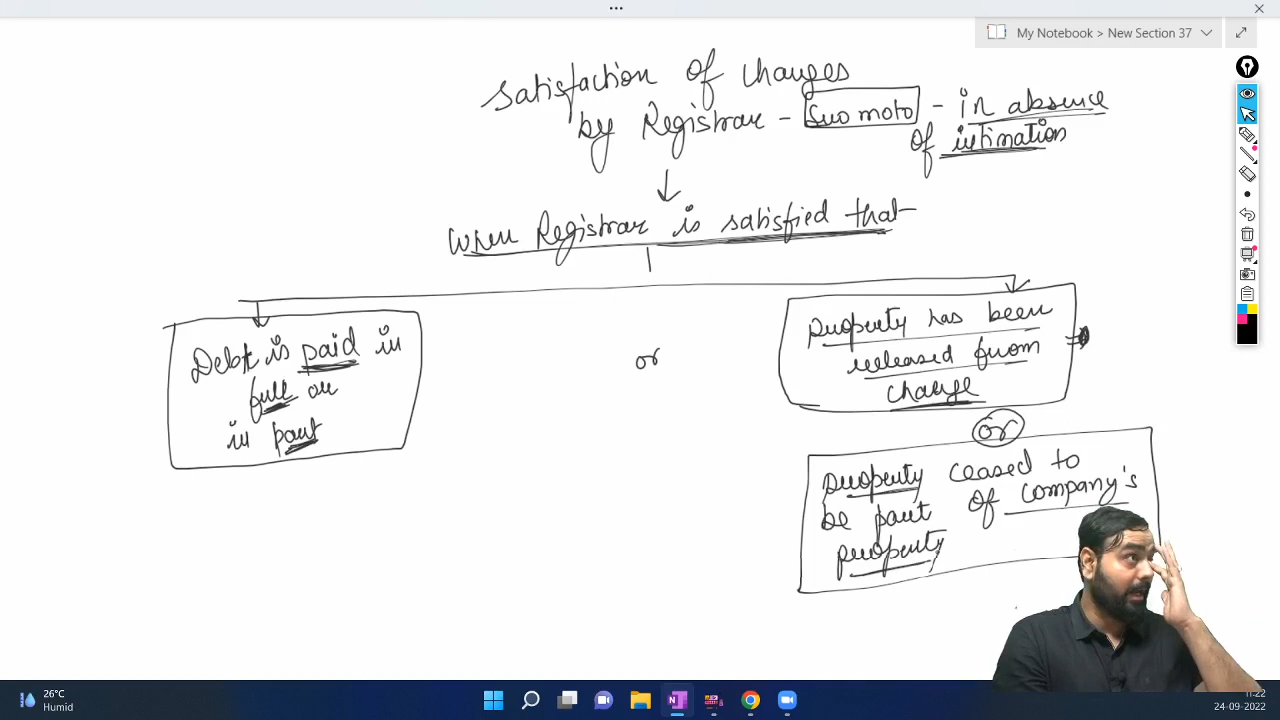 My Notebook > New Section 37
satisfaction of charges
by Registrar - Suo moto - in absence
of intimation
when Registrar is satisfied that-
Debt is paid in
full or
in part
or
property has been
released from
charge
or
property ceased to
be part of company's
property
26°C
Humid
11:22
24-09-2022